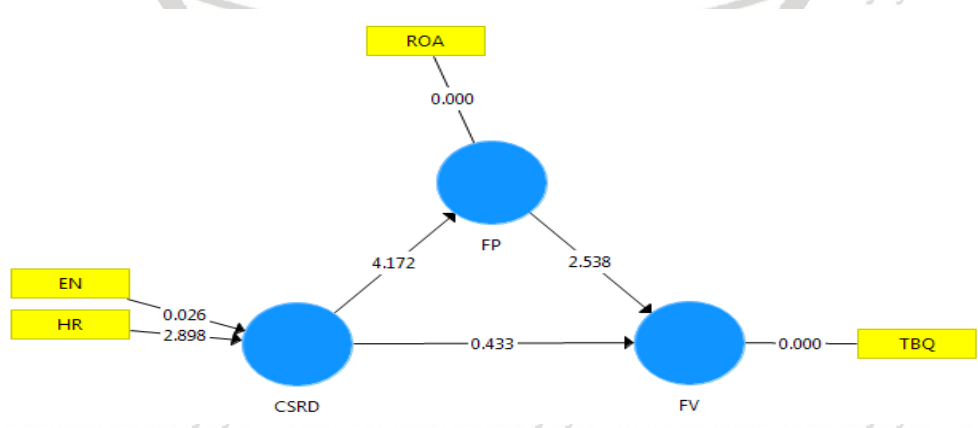 ROA
0.000
FP
4.172
2.538
EN
0.026
HR
2.898
0.433
0.000
TBQ
CSRD
FV